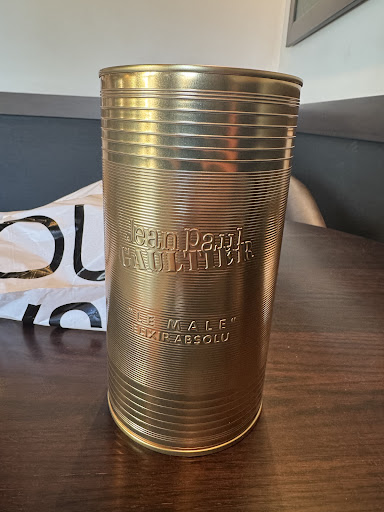 Jean Paul
GAULTIER
"LE MALE"
ELIXIR ABSOLU